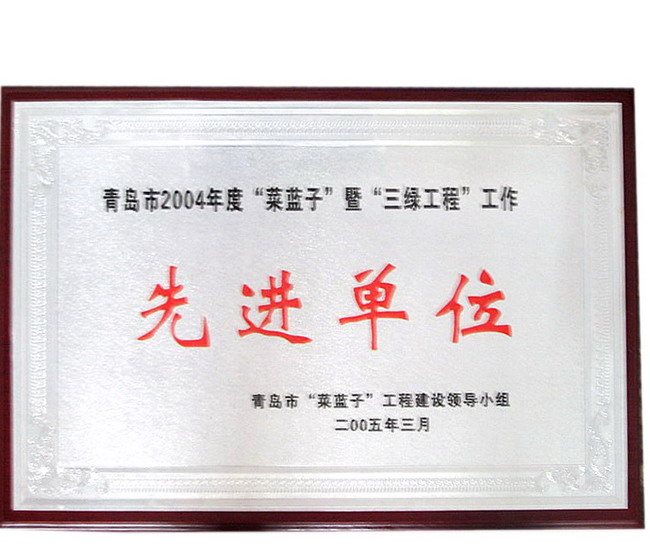 青岛市2004年度“菜蓝子”暨“三绿工程”工作
先进单位
青岛市“菜蓝子”工程建设领导小组
二00五年三月